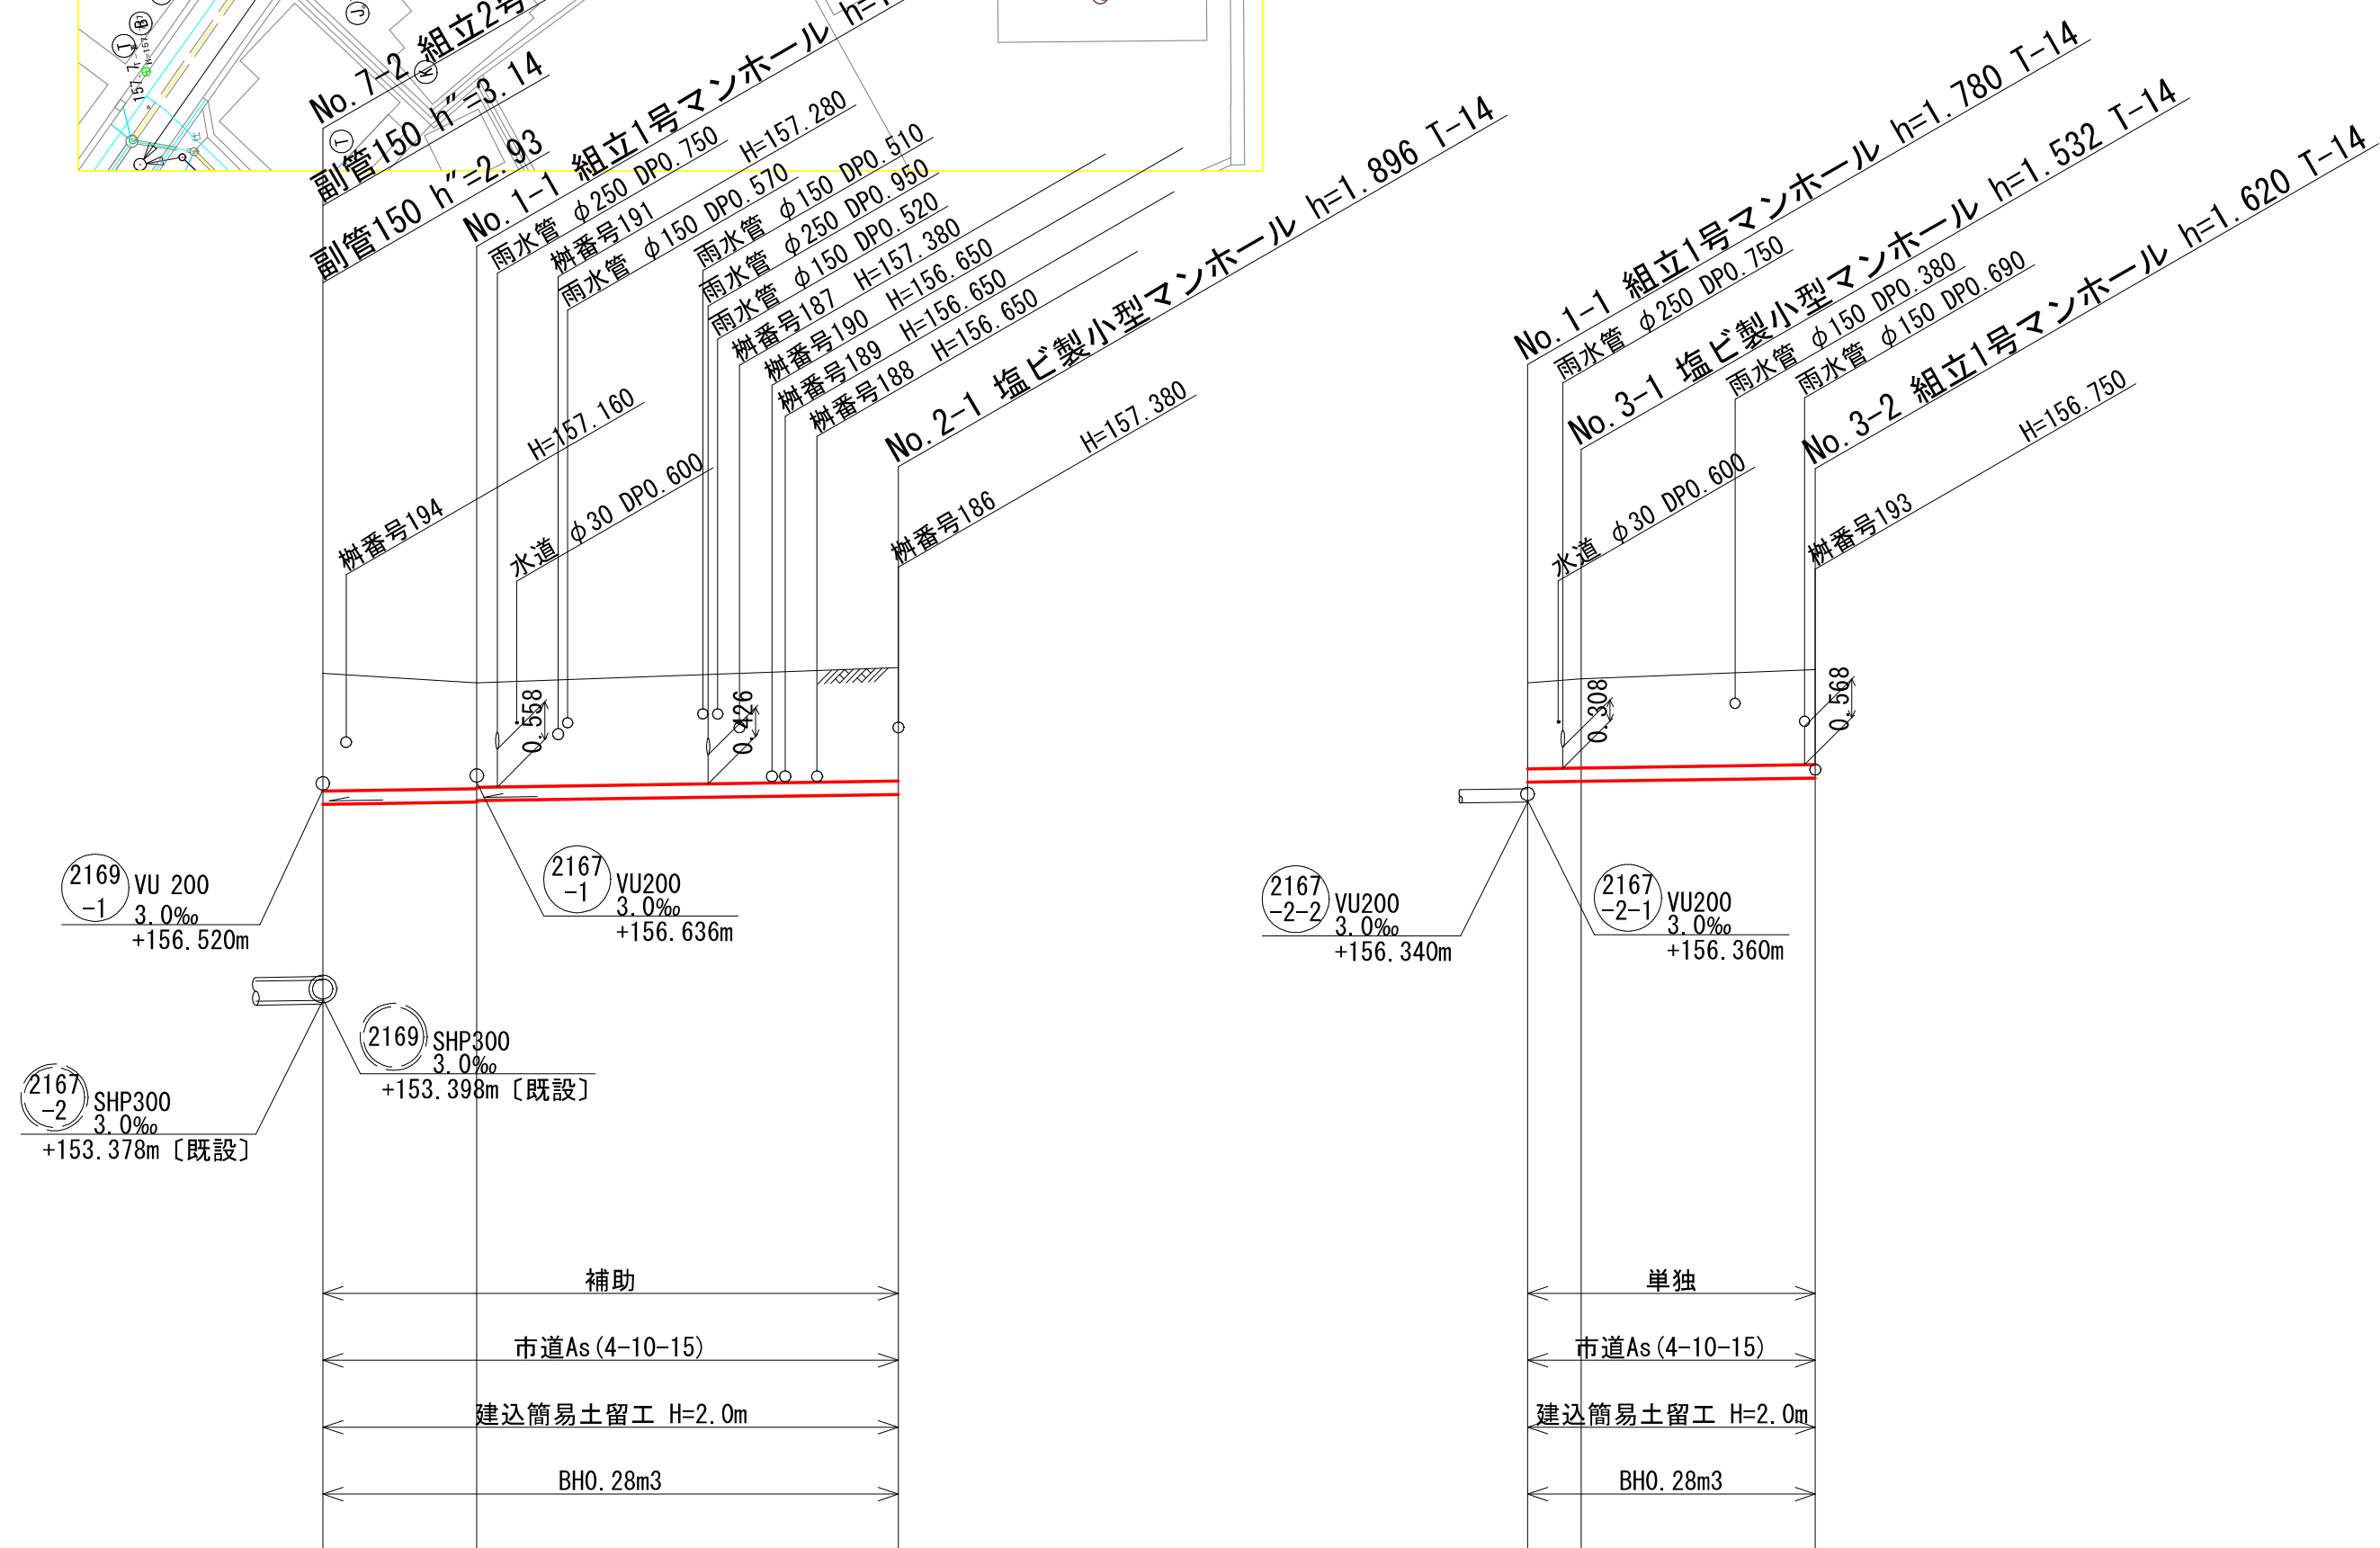 No.7-2 組立2号
副管150 h"=3.14
副管150 h"=2.93
No.1-1 組立1号マンホール
雨水管 φ250 DP0.750
桝番号191 H=157.280
雨水管 φ150 DP0.570
雨水管 φ150 DP0.510
雨水管 φ250 DP0.950
雨水管 φ150 DP0.520
桝番号187 H=157.380
桝番号190 H=156.650
桝番号189 H=156.650
桝番号188 H=156.650
No.2-1 塩ビ製小型マンホール h=1.896 T-14
桝番号194 H=157.160
水道 φ30 DP0.600
桝番号186 H=157.380
No.1-1 組立1号マンホール h=1.780 T-14
雨水管 φ250 DP0.750
No.3-1 塩ビ製小型マンホール h=1.532 T-14
雨水管 φ150 DP0.380
雨水管 φ150 DP0.690
No.3-2 組立1号マンホール h=1.620 T-14
水道 φ30 DP0.600
桝番号193 H=156.750
0.558
0.426
0.308
0.568
2169
-1
VU 200
3.0‰
+156.520m
2167
-1
VU200
3.0‰
+156.636m
2167
-2-2
VU200
3.0‰
+156.340m
2167
-2-1
VU200
3.0‰
+156.360m
2169
SHP300
3.0‰
+153.398m〔既設〕
2167
-2
SHP300
3.0‰
+153.378m〔既設〕
補助
市道As(4-10-15)
建込簡易土留工 H=2.0m
BH0.28m3
単独
市道As(4-10-15)
建込簡易土留工 H=2.0m
BH0.28m3